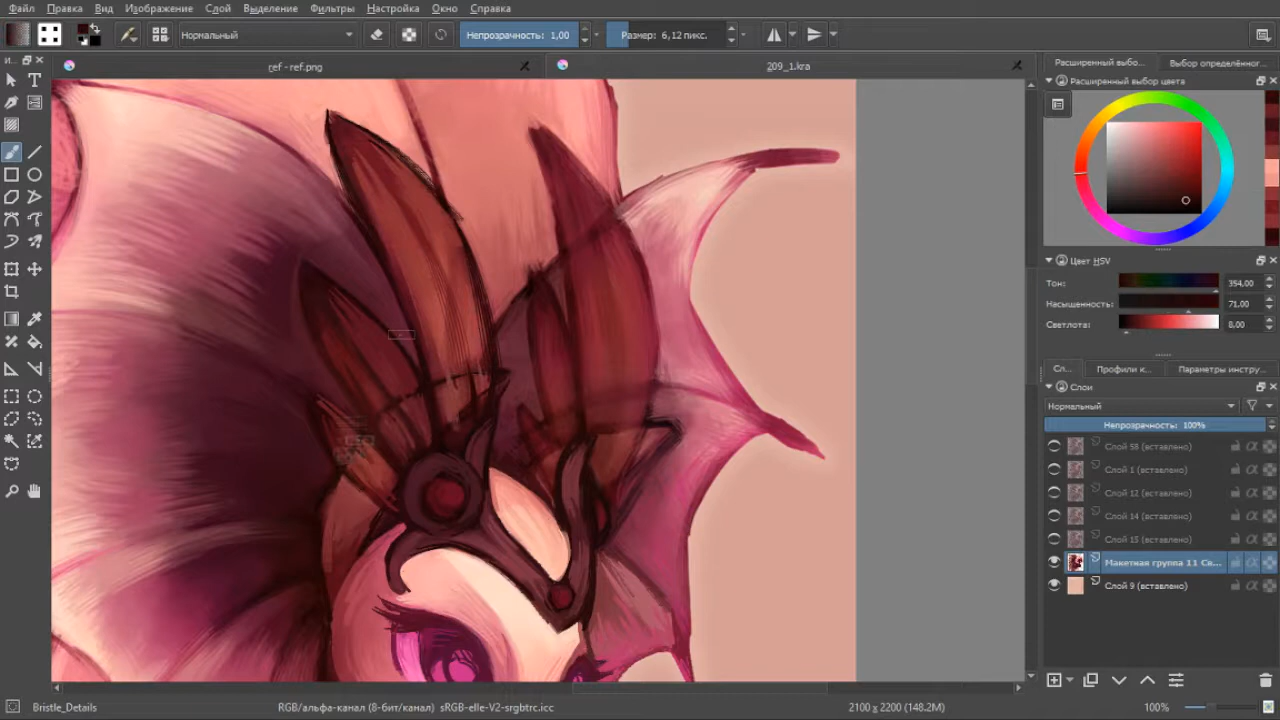 Файл Правка Вид Изображение Слой Выделение Фильтры Настройка Окно Справка
Нормальный Непрозрачность: 1,00 Размер: 6,12 пикс.
ref - ref.png 209_1.kra
Расширенный выбо... Выбор определённог...
Расширенный выбор цвета
Цвет HSV
Тон: 354,00
Насыщенность: 71,00
Светлота: 8,00
Сл... Профили к... Параметры инстру...
Слои
Нормальный
Непрозрачность: 100%
Слой 58 (вставлено)
Слой 1 (вставлено)
Слой 12 (вставлено)
Слой 14 (вставлено)
Слой 15 (вставлено)
Макетная группа 11 Св...
Слой 9 (вставлено)
Bristle_Details RGB/альфа-канал (8-бит/канал) sRGB-elle-V2-srgbtrc.icc 2100 x 2200 (148.2M) 100%